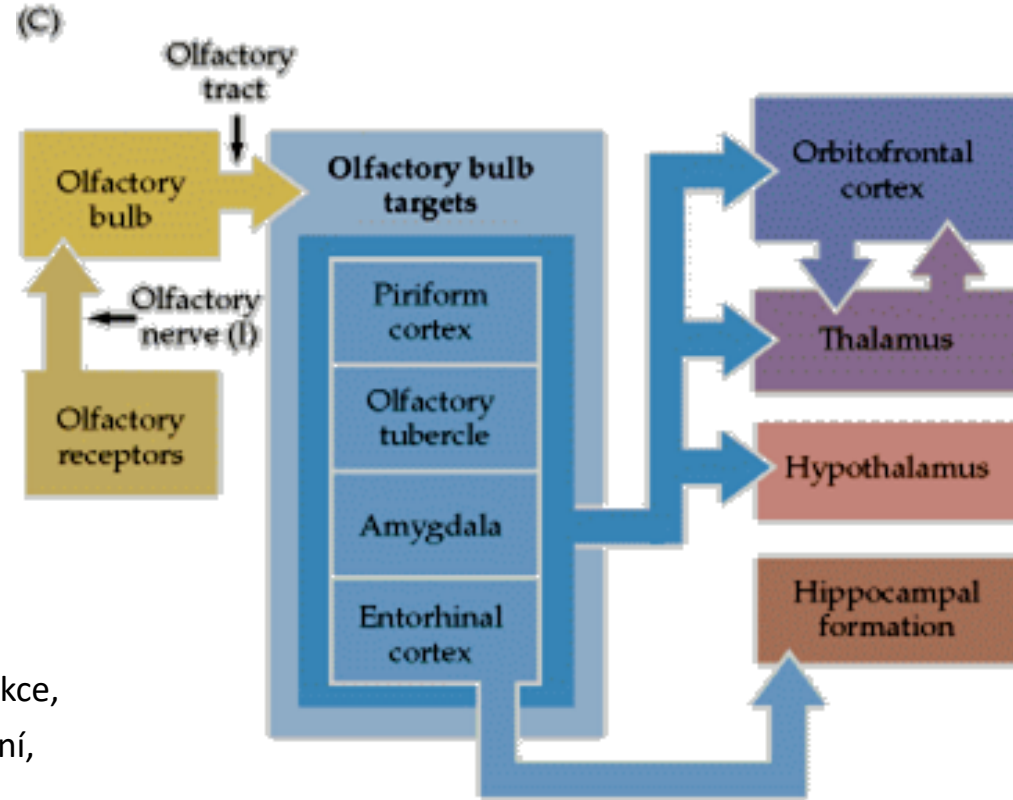 (C)
Olfactory
tract
Olfactory
bulb
Olfactory
nerve (I)
Olfactory
receptors
Olfactory bulb
targets
Piriform
cortex
Olfactory
tubercle
Amygdala
Entorhinal
cortex
Orbitofrontal
cortex
Thalamus
Hypothalamus
Hippocampal
formation
kce,
ní,